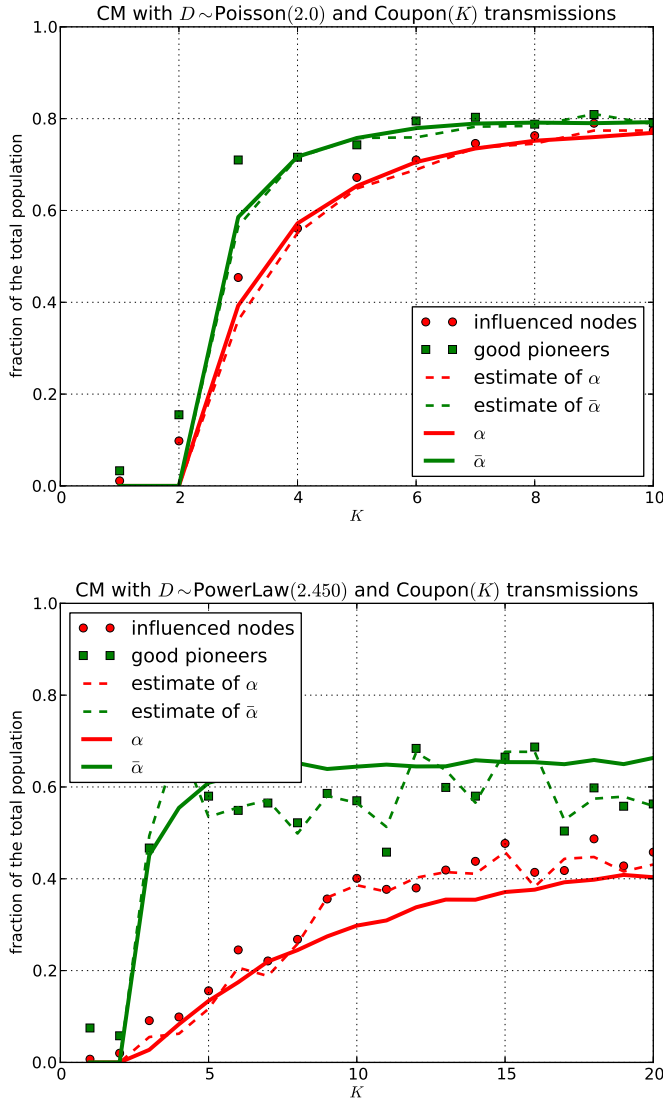 CM with D∼Poisson(2.0) and Coupon(K) transmissions
1.0
0.8
0.6
0.4
0.2
0.0
fraction of the total population
influenced nodes
good pioneers
estimate of α
estimate of ᾱ
α
ᾱ
0 2 4 6 8 10
K
CM with D∼PowerLaw(2.450) and Coupon(K) transmissions
1.0
0.8
0.6
0.4
0.2
0.0
fraction of the total population
influenced nodes
good pioneers
estimate of α
estimate of ᾱ
α
ᾱ
0 5 10 15 20
K